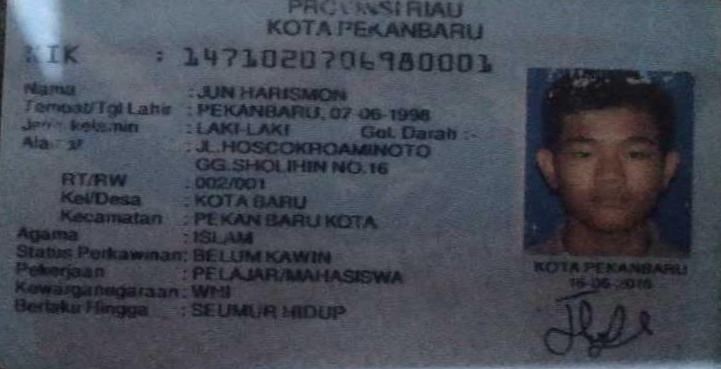 PROVINSI RIAU
KOTA PEKANBARU
NIK : 1471020706980001
Nama : JUN HARISMON
Tempat/Tgl Lahir : PEKANBARU, 07-06-1998
Jenis kelamin : LAKI-LAKI Gol. Darah :-
Alamat : JL.HOSCOKROAMINOTO
GG.SHOLIHIN NO.16
RT/RW : 002/001
Kel/Desa : KOTA BARU
Kecamatan : PEKAN BARU KOTA
Agama : ISLAM
Status Perkawinan: BELUM KAWIN
Pekerjaan : PELAJAR/MAHASISWA
Kewarganegaraan: WNI
Berlaku Hingga : SEUMUR HIDUP
KOTA PEKANBARU